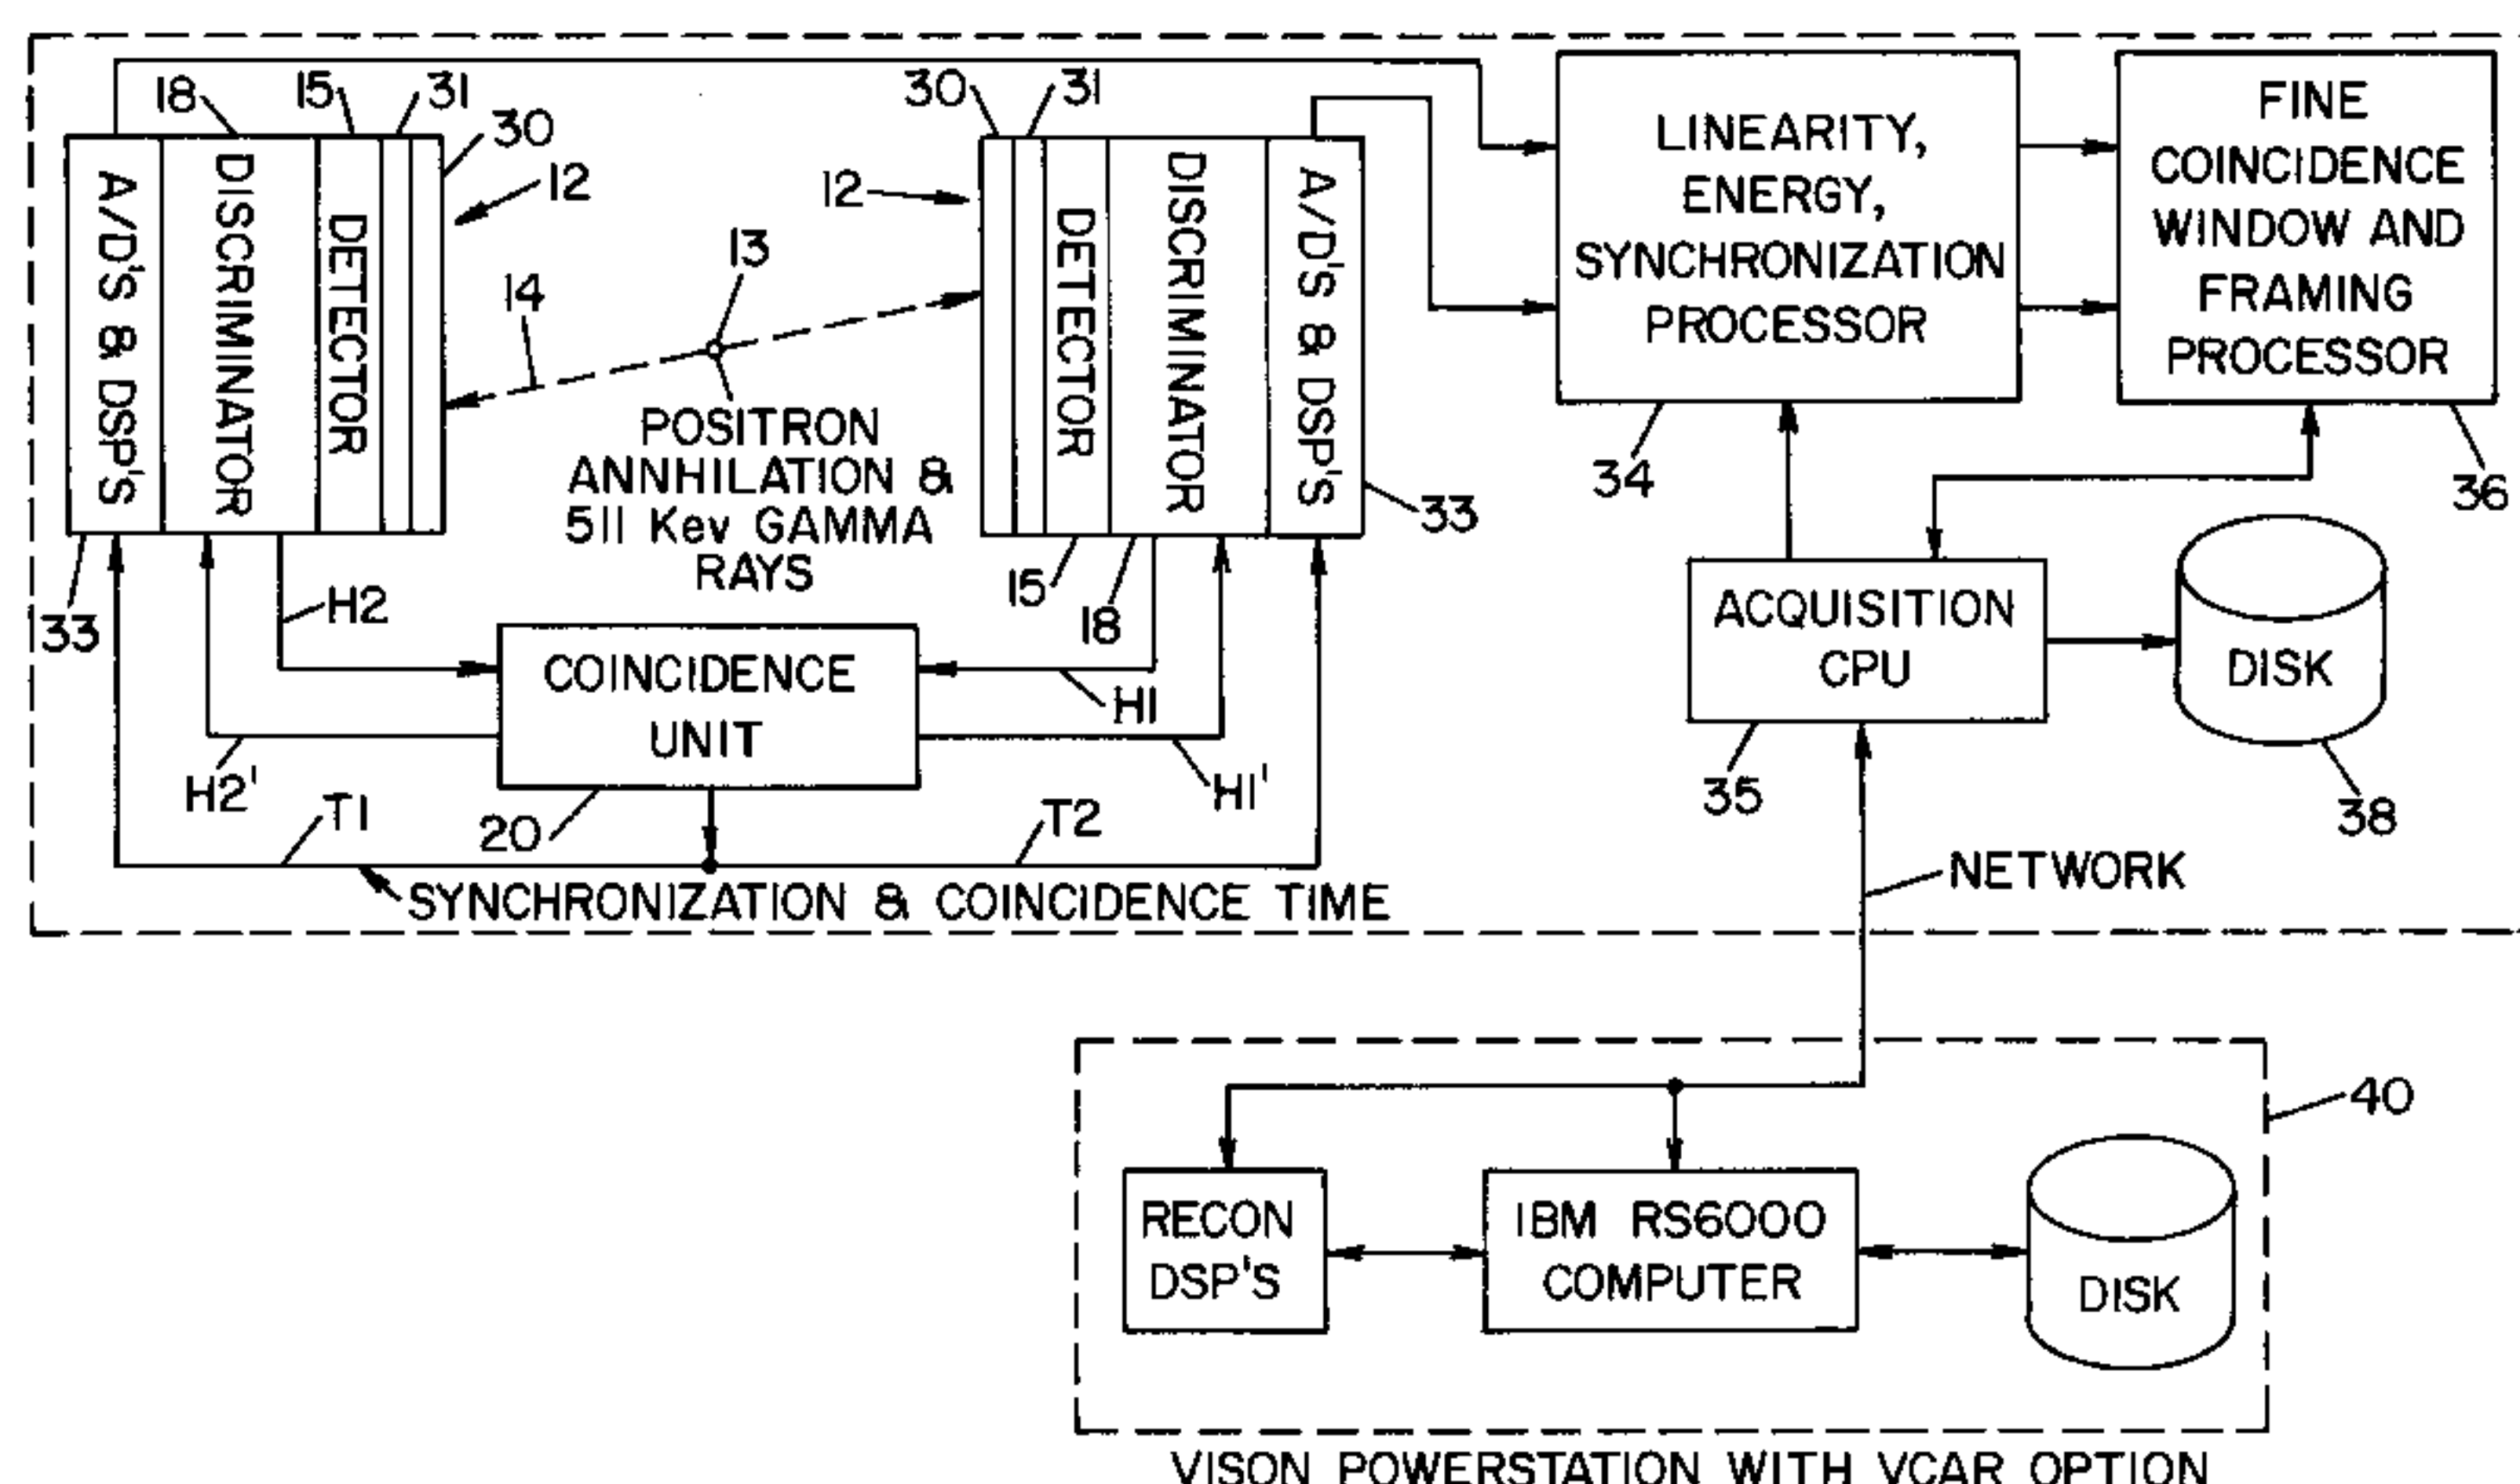 18
15
31
30
12
A/D'S & DSP'S
DISCRIMINATOR
DETECTOR
33
14
13
POSITRON
ANNHILATION &
511 Kev GAMMA
RAYS
30
31
12
DETECTOR
DISCRIMINATOR
A/D'S & DSP'S
33
15
18
H2
H1
H2'
H1'
COINCIDENCE
UNIT
20
T1
T2
SYNCHRONIZATION & COINCIDENCE TIME
LINEARITY,
ENERGY,
SYNCHRONIZATION
PROCESSOR
34
FINE
COINCIDENCE
WINDOW AND
FRAMING
PROCESSOR
36
ACQUISITION
CPU
35
DISK
38
NETWORK
40
RECON
DSP'S
IBM RS6000
COMPUTER
DISK
VISON POWERSTATION WITH VCAR OPTION